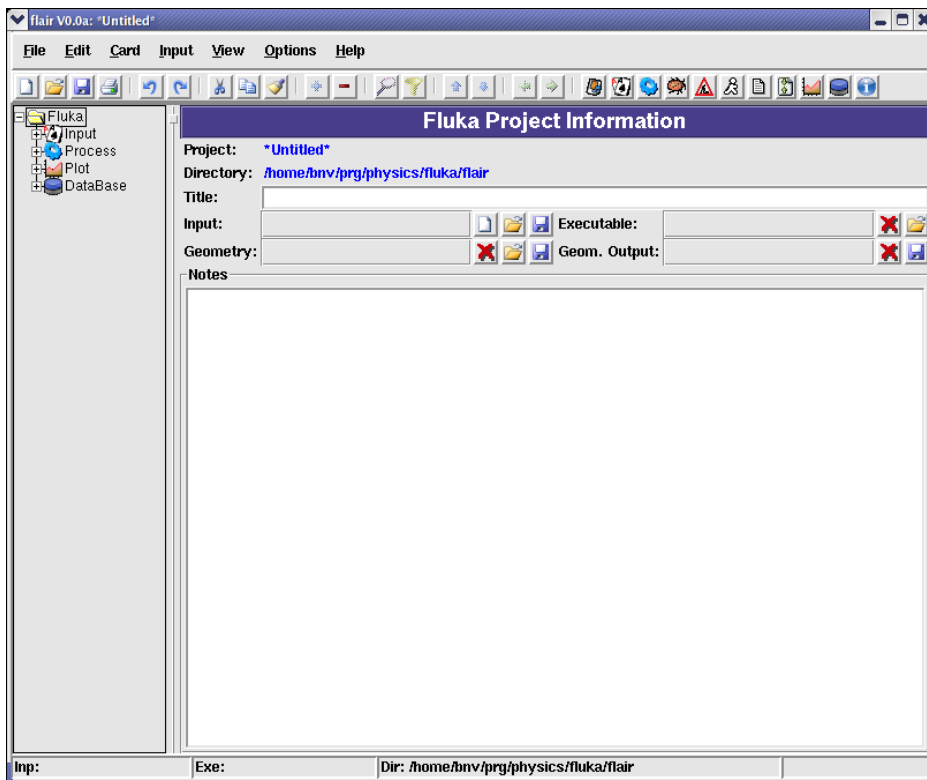 flair V0.0a: *Untitled*
File Edit Card Input View Options Help
Fluka
Input
Process
Plot
DataBase
Fluka Project Information
Project: *Untitled*
Directory: /home/bnv/prg/physics/fluka/flair
Title:
Input: Executable:
Geometry: Geom. Output:
Notes
Inp: Exe: Dir: /home/bnv/prg/physics/fluka/flair